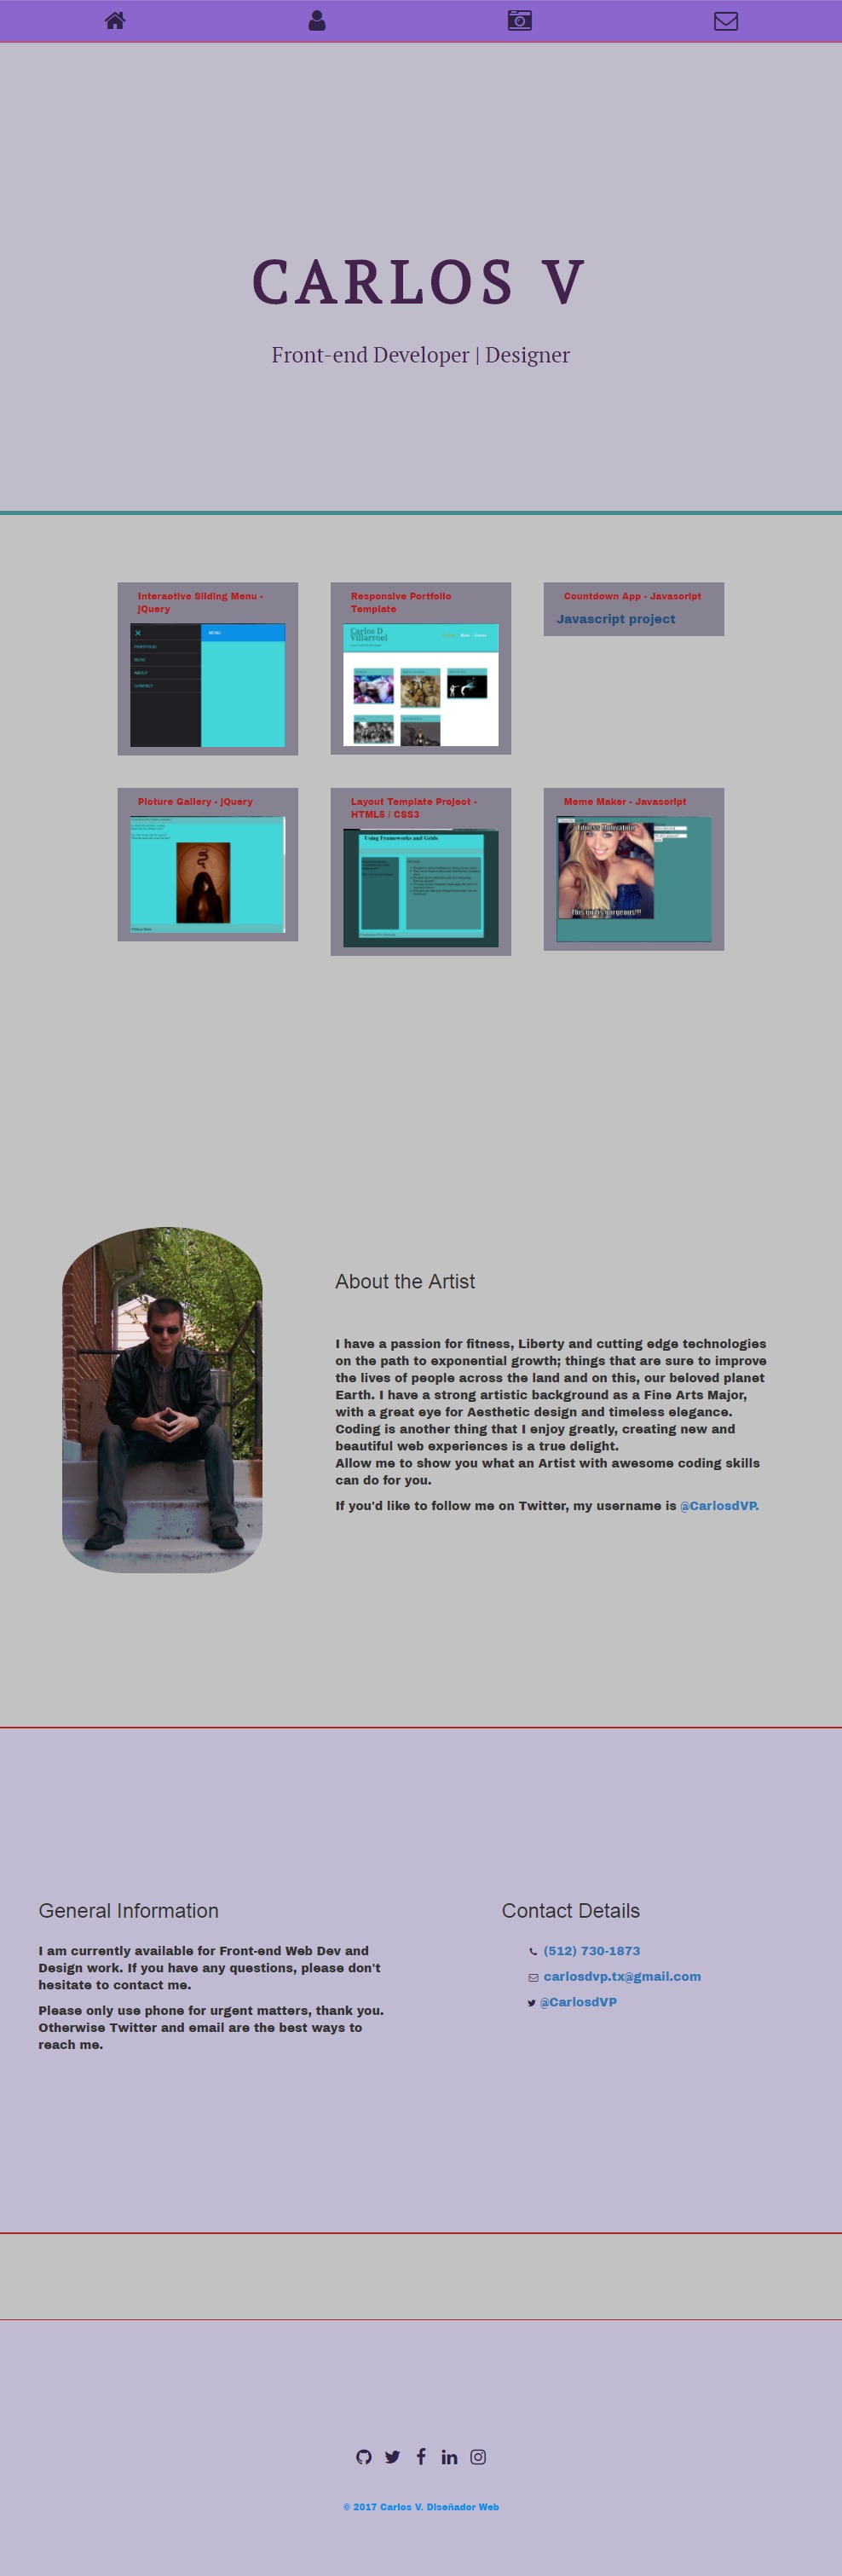 CARLOS V
Front-end Developer | Designer
Interactive Sliding Menu -
jQuery
Responsive Portfolio
Template
Countdown App - Javascript
Javascript project
MENU
PORTFOLIO
BLOG
ABOUT
CONTACT
Carlos D
Villarroel
Picture Gallery - jQuery
Layout Template Project -
HTML5 / CSS3
Meme Maker - Javascript
Using Frameworks and Grids
Fitness Motivation
This girl is gorgeous!!!
About the Artist
I have a passion for fitness, Liberty and cutting edge technologies
on the path to exponential growth; things that are sure to improve
the lives of people across the land and on this, our beloved planet
Earth. I have a strong artistic background as a Fine Arts Major,
with a great eye for Aesthetic design and timeless elegance.
Coding is another thing that I enjoy greatly, creating new and
beautiful web experiences is a true delight.
Allow me to show you what an Artist with awesome coding skills
can do for you.
If you'd like to follow me on Twitter, my username is @CarlosdVP.
General Information
I am currently available for Front-end Web Dev and
Design work. If you have any questions, please don't
hesitate to contact me.
Please only use phone for urgent matters, thank you.
Otherwise Twitter and email are the best ways to
reach me.
Contact Details
(512) 730-1873
carlosdvp.tx@gmail.com
@CarlosdVP
© 2017 Carlos V. Diseñador Web